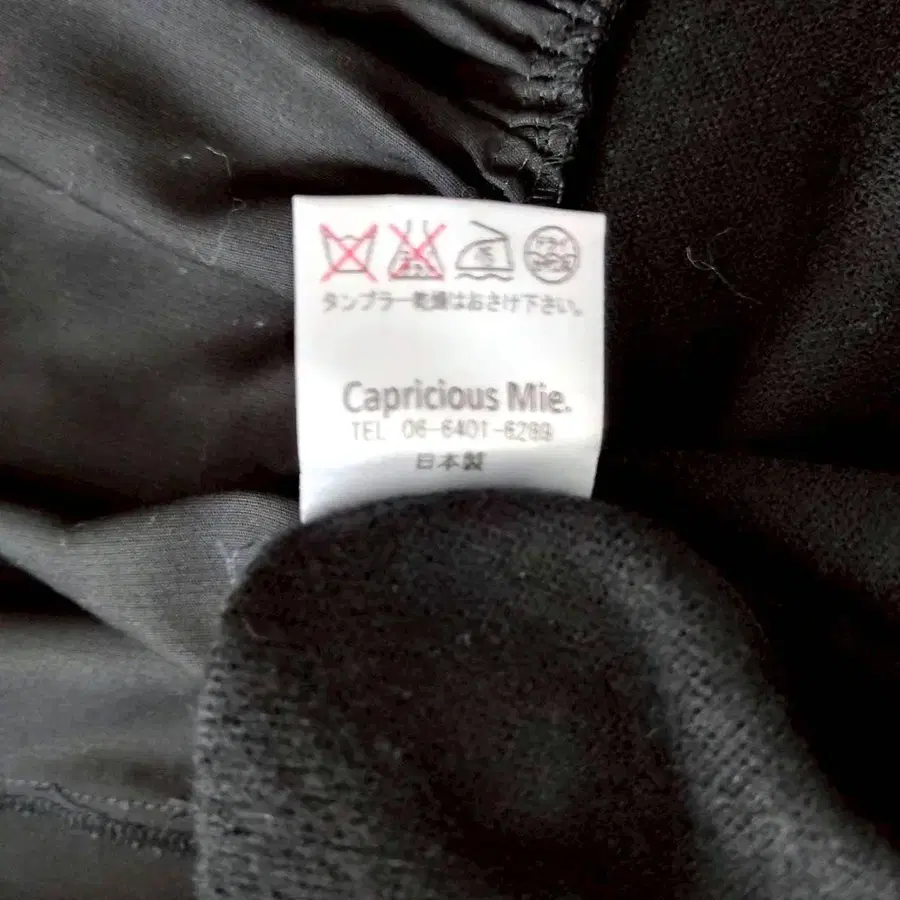 タンブラー乾燥はおさけ下さい。
Capricious Mie.
TEL 06-6401-6289
日本製